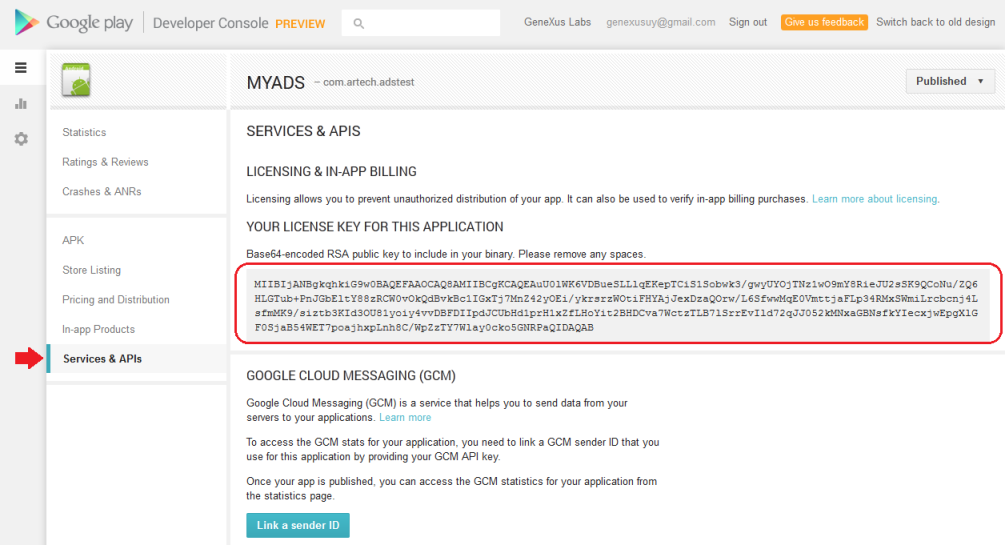 Google play Developer Console PREVIEW GeneXus Labs genexusuy@gmail.com Sign out Give us feedback Switch back to old design
MYADS – com.artech.adstest Published
Statistics
Ratings & Reviews
Crashes & ANRs
APK
Store Listing
Pricing and Distribution
In-app Products
Services & APIs
SERVICES & APIS
LICENSING & IN-APP BILLING
Licensing allows you to prevent unauthorized distribution of your app. It can also be used to verify in-app billing purchases. Learn more about licensing.
YOUR LICENSE KEY FOR THIS APPLICATION
Base64-encoded RSA public key to include in your binary. Please remove any spaces.
GOOGLE CLOUD MESSAGING (GCM)
Google Cloud Messaging (GCM) is a service that helps you to send data from your
servers to your applications. Learn more
To access the GCM stats for your application, you need to link a GCM sender ID that you
use for this application by providing your GCM API key.
Once your app is published, you can access the GCM statistics for your application from
the statistics page.
Link a sender ID